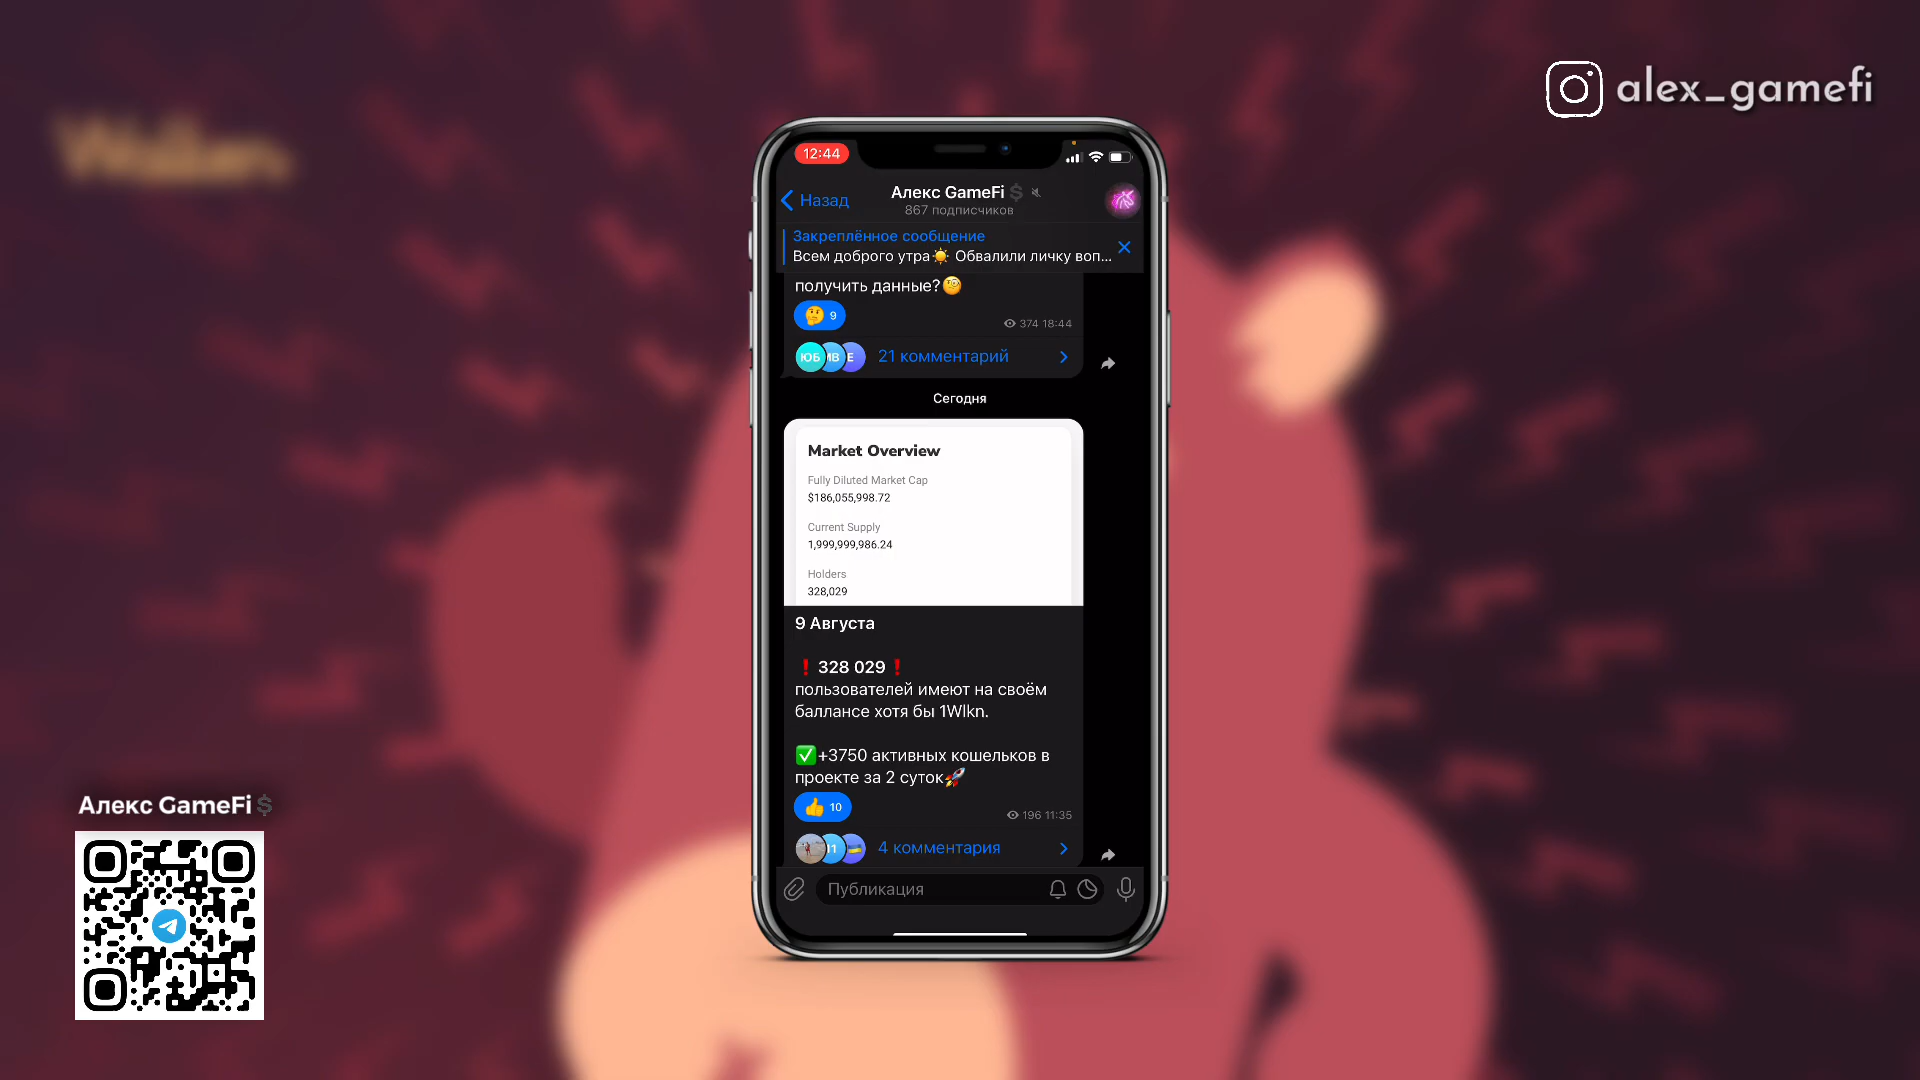 Walken
alex_gamefi
12:44
Назад
Алекс GameFi$
867 подписчиков
Закреплённое сообщение
Всем доброго утра☀️ Обвалили личку воп...
получить данные?🧐
🤔 9
374 18:44
ЮБ
E
21 комментарий
Сегодня
Market Overview
Fully Diluted Market Cap
$186,055,998.72
Current Supply
1,999,999,986.24
Holders
328,029
9 Августа
❗328 029❗
пользователей имеют на своём
баллансе хотя бы 1Wlkn.
✅+3750 активных кошельков в
проекте за 2 суток🚀
👍 10
196 11:35
4 комментария
Публикация
Алекс GameFi$